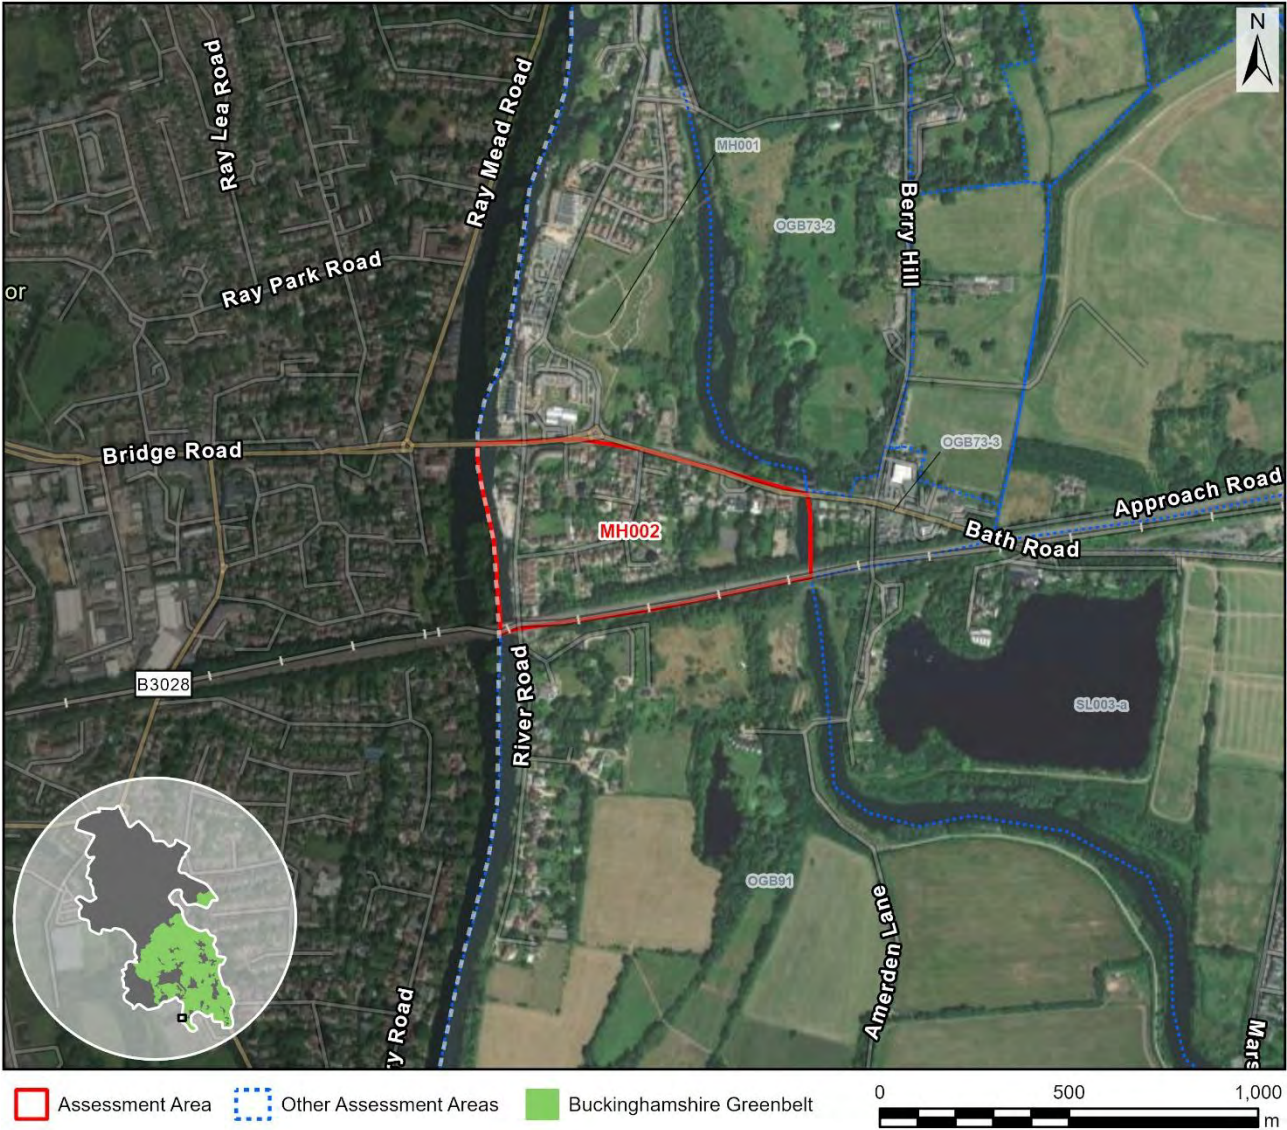 N
Ray Lea Road
Ray Mead Road
MH001
Berry Hill
OGB73-2
Ray Park Road
or
Bridge Road
OGB73-3
Approach Road
MH002
Bath Road
B3028
River Road
SL003-a
OGB91
Amerden Lane
ry Road
Mars
Assessment Area
Other Assessment Areas
Buckinghamshire Greenbelt
0 500 1,000
m